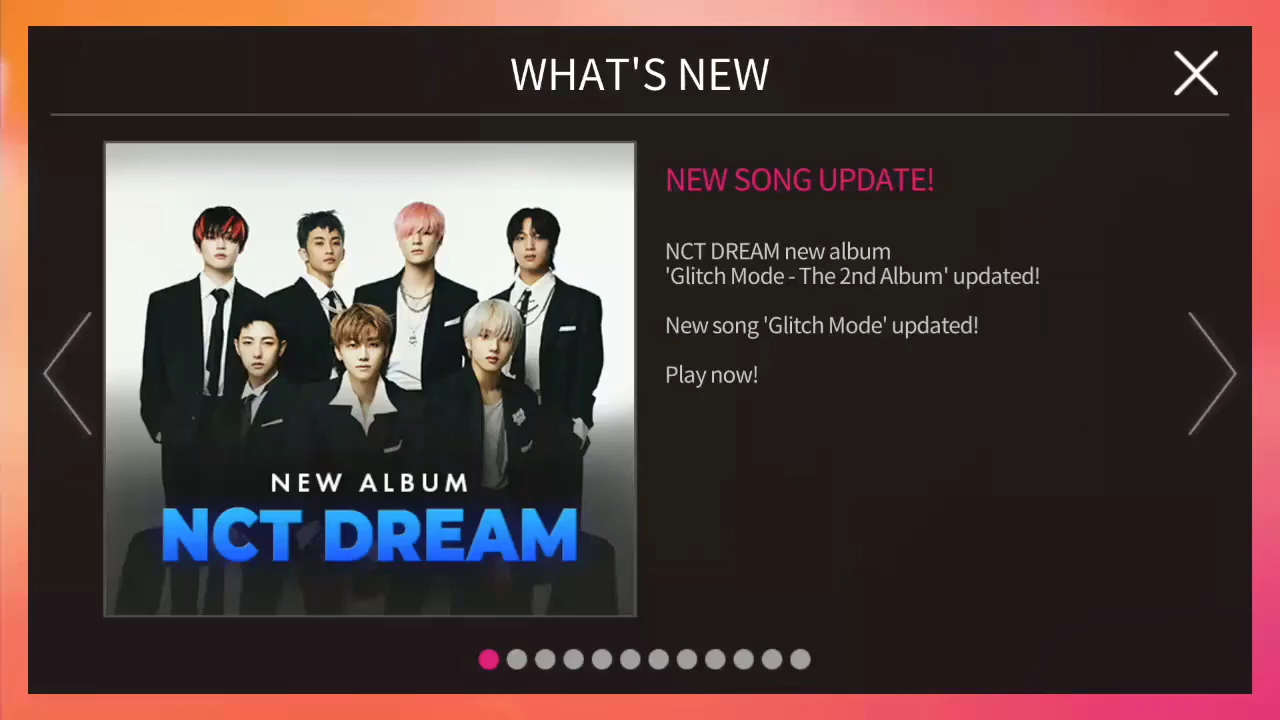 WHAT'S NEW
NEW ALBUM
NCT DREAM
NEW SONG UPDATE!
NCT DREAM new album
'Glitch Mode - The 2nd Album' updated!
New song 'Glitch Mode' updated!
Play now!